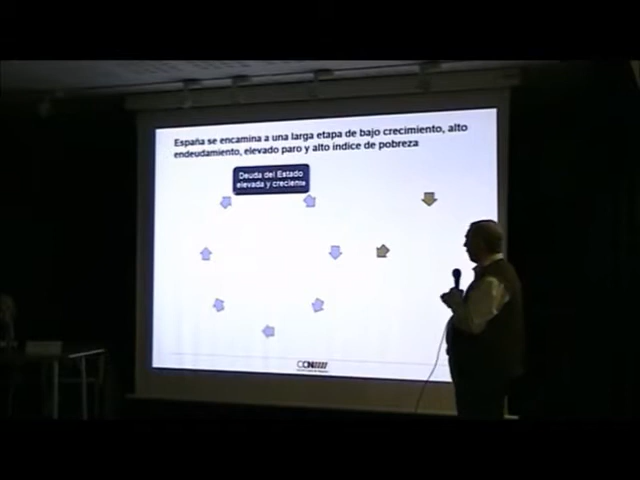 España se encamina a una larga etapa de bajo crecimiento, alto
endeudamiento, elevado paro y alto índice de pobreza
Deuda del Estado
elevada y creciente